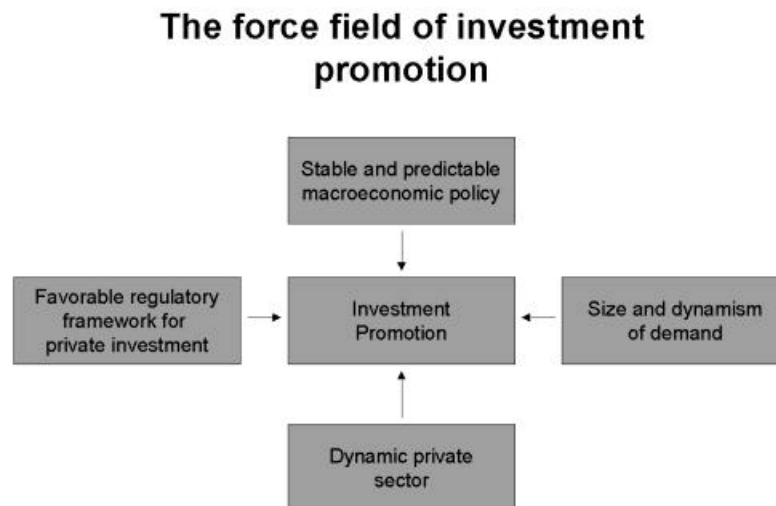 The force field of investment
promotion
Stable and predictable
macroeconomic policy
Favorable regulatory
framework for
private investment
Investment
Promotion
Size and dynamism
of demand
Dynamic private
sector